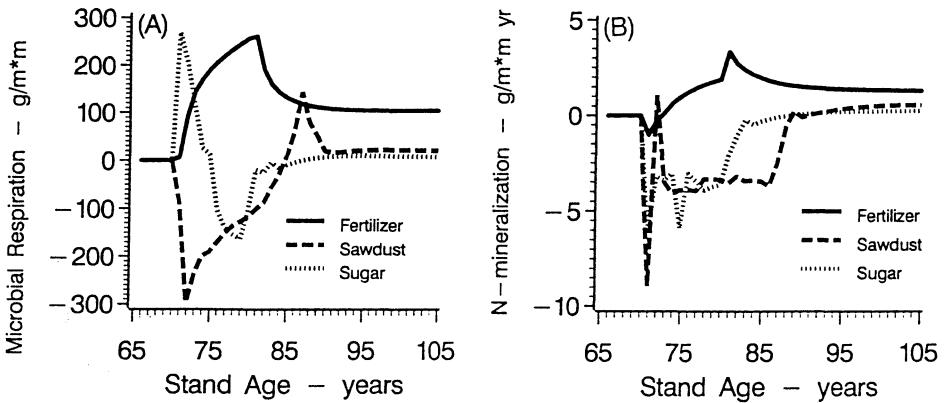 (A)
Microbial Respiration – g/m*m
300
200
100
0
−100
−200
−300
Fertilizer
Sawdust
Sugar
65 75 85 95 105
Stand Age – years
(B)
N−mineralization – g/m*m yr
5
0
−5
−10
Fertilizer
Sawdust
Sugar
65 75 85 95 105
Stand Age – years